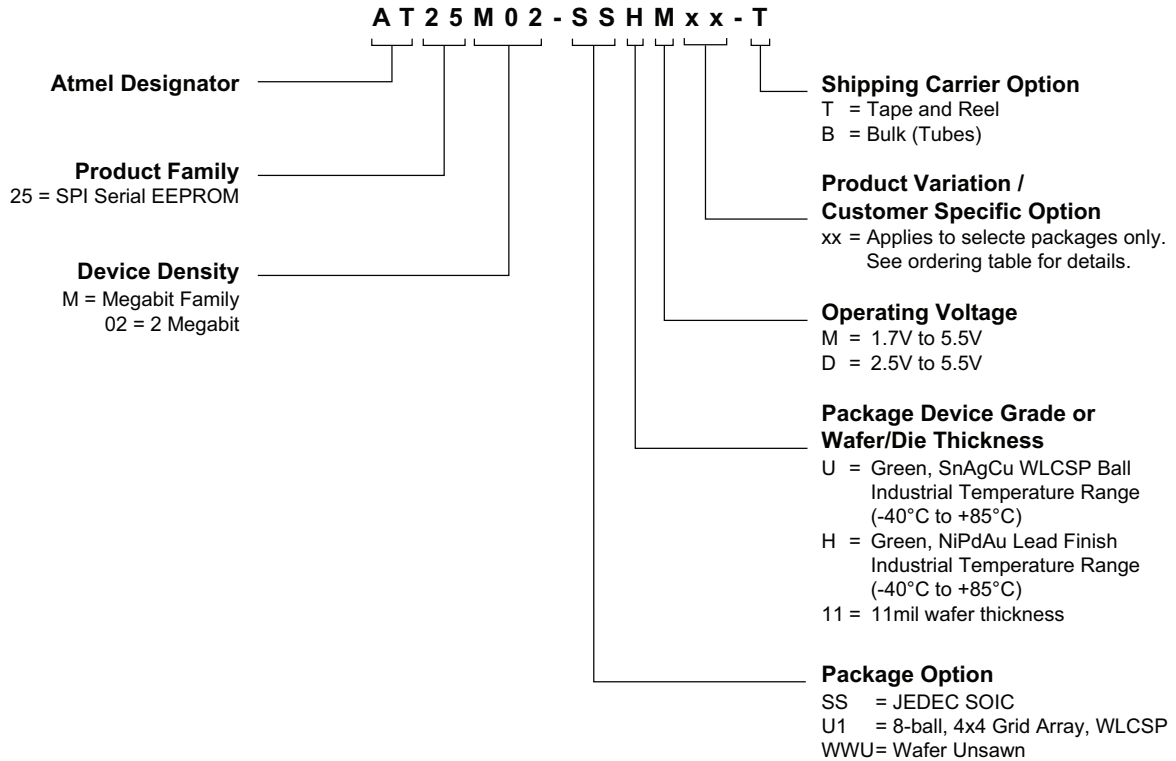 AT25M02-SSHMxx-T
Atmel Designator
Product Family
25 = SPI Serial EEPROM
Device Density
M = Megabit Family
02 = 2 Megabit
Shipping Carrier Option
T = Tape and Reel
B = Bulk (Tubes)
Product Variation /
Customer Specific Option
xx = Applies to selecte packages only.
See ordering table for details.
Operating Voltage
M = 1.7V to 5.5V
D = 2.5V to 5.5V
Package Device Grade or
Wafer/Die Thickness
U = Green, SnAgCu WLCSP Ball
Industrial Temperature Range
(-40°C to +85°C)
H = Green, NiPdAu Lead Finish
Industrial Temperature Range
(-40°C to +85°C)
11 = 11mil wafer thickness
Package Option
SS = JEDEC SOIC
U1 = 8-ball, 4x4 Grid Array, WLCSP
WWU= Wafer Unsawn